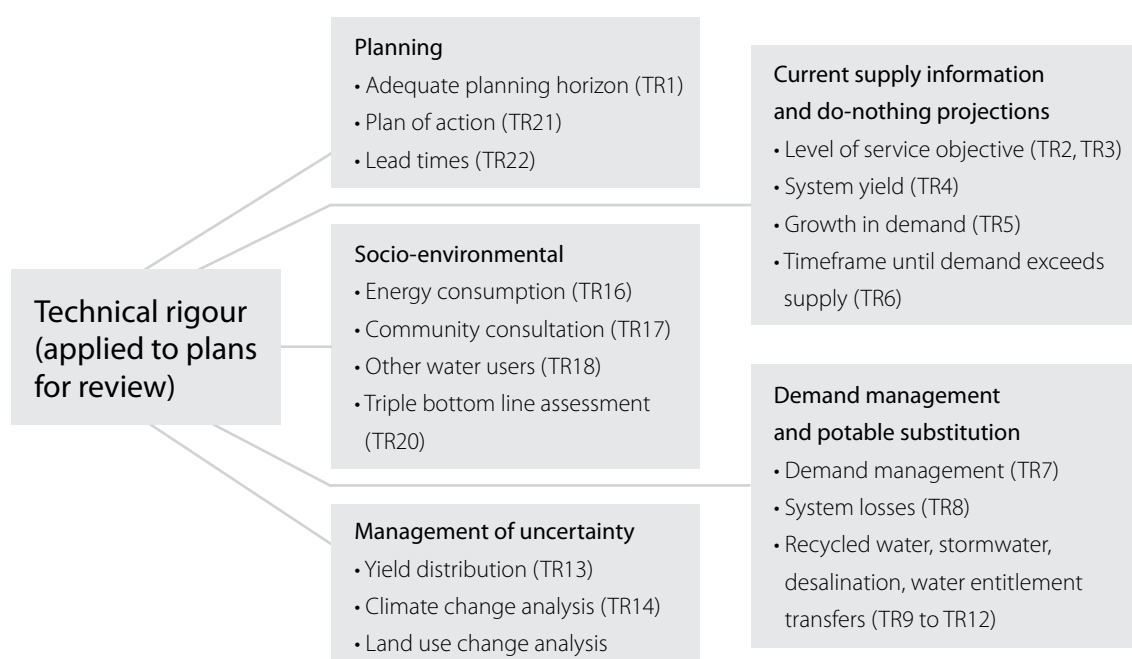 Technical rigour
(applied to plans
for review)
Planning
• Adequate planning horizon (TR1)
• Plan of action (TR21)
• Lead times (TR22)
Socio-environmental
• Energy consumption (TR16)
• Community consultation (TR17)
• Other water users (TR18)
• Triple bottom line assessment
(TR20)
Management of uncertainty
• Yield distribution (TR13)
• Climate change analysis (TR14)
• Land use change analysis
Current supply information
and do-nothing projections
• Level of service objective (TR2, TR3)
• System yield (TR4)
• Growth in demand (TR5)
• Timeframe until demand exceeds
supply (TR6)
Demand management
and potable substitution
• Demand management (TR7)
• System losses (TR8)
• Recycled water, stormwater,
desalination, water entitlement
transfers (TR9 to TR12)